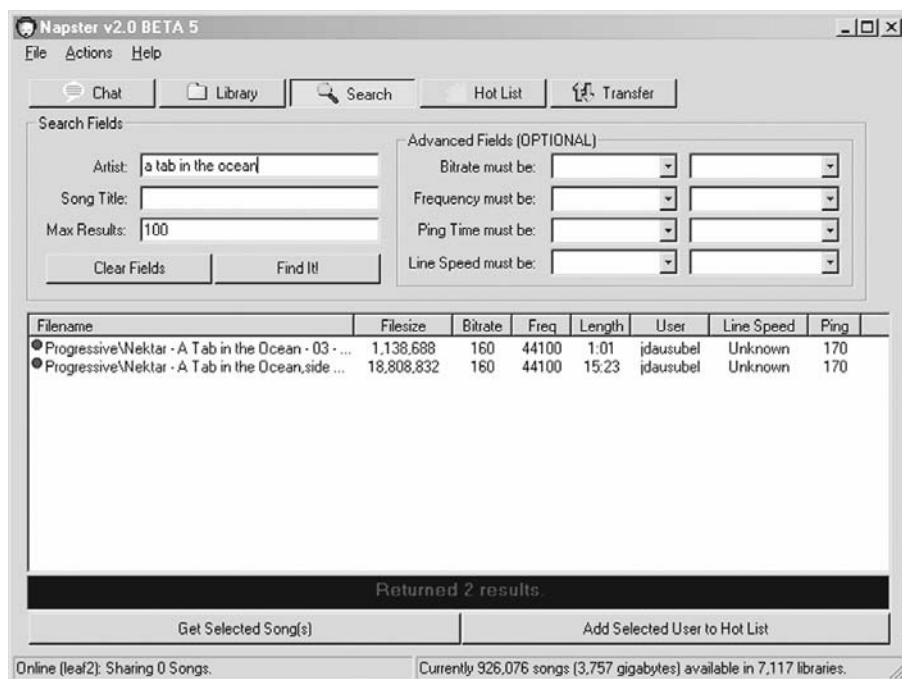 Napster v2.0 BETA 5
File Actions Help
Chat Library Search Hot List Transfer
Search Fields
Advanced Fields (OPTIONAL)
Artist: a tab in the ocean
Bitrate must be:
Song Title:
Frequency must be:
Max Results: 100
Ping Time must be:
Clear Fields Find It!
Line Speed must be:
Filename Filesize Bitrate Freq Length User Line Speed Ping
Progressive\Nektar - A Tab in the Ocean - 03 - ... 1,138,688 160 44100 1:01 jdausubel Unknown 170
Progressive\Nektar - A Tab in the Ocean,side ... 18,808,832 160 44100 15:23 jdausubel Unknown 170
Returned 2 results.
Get Selected Song(s) Add Selected User to Hot List
Online (leaf2): Sharing 0 Songs. Currently 926,076 songs (3,757 gigabytes) available in 7,117 libraries.